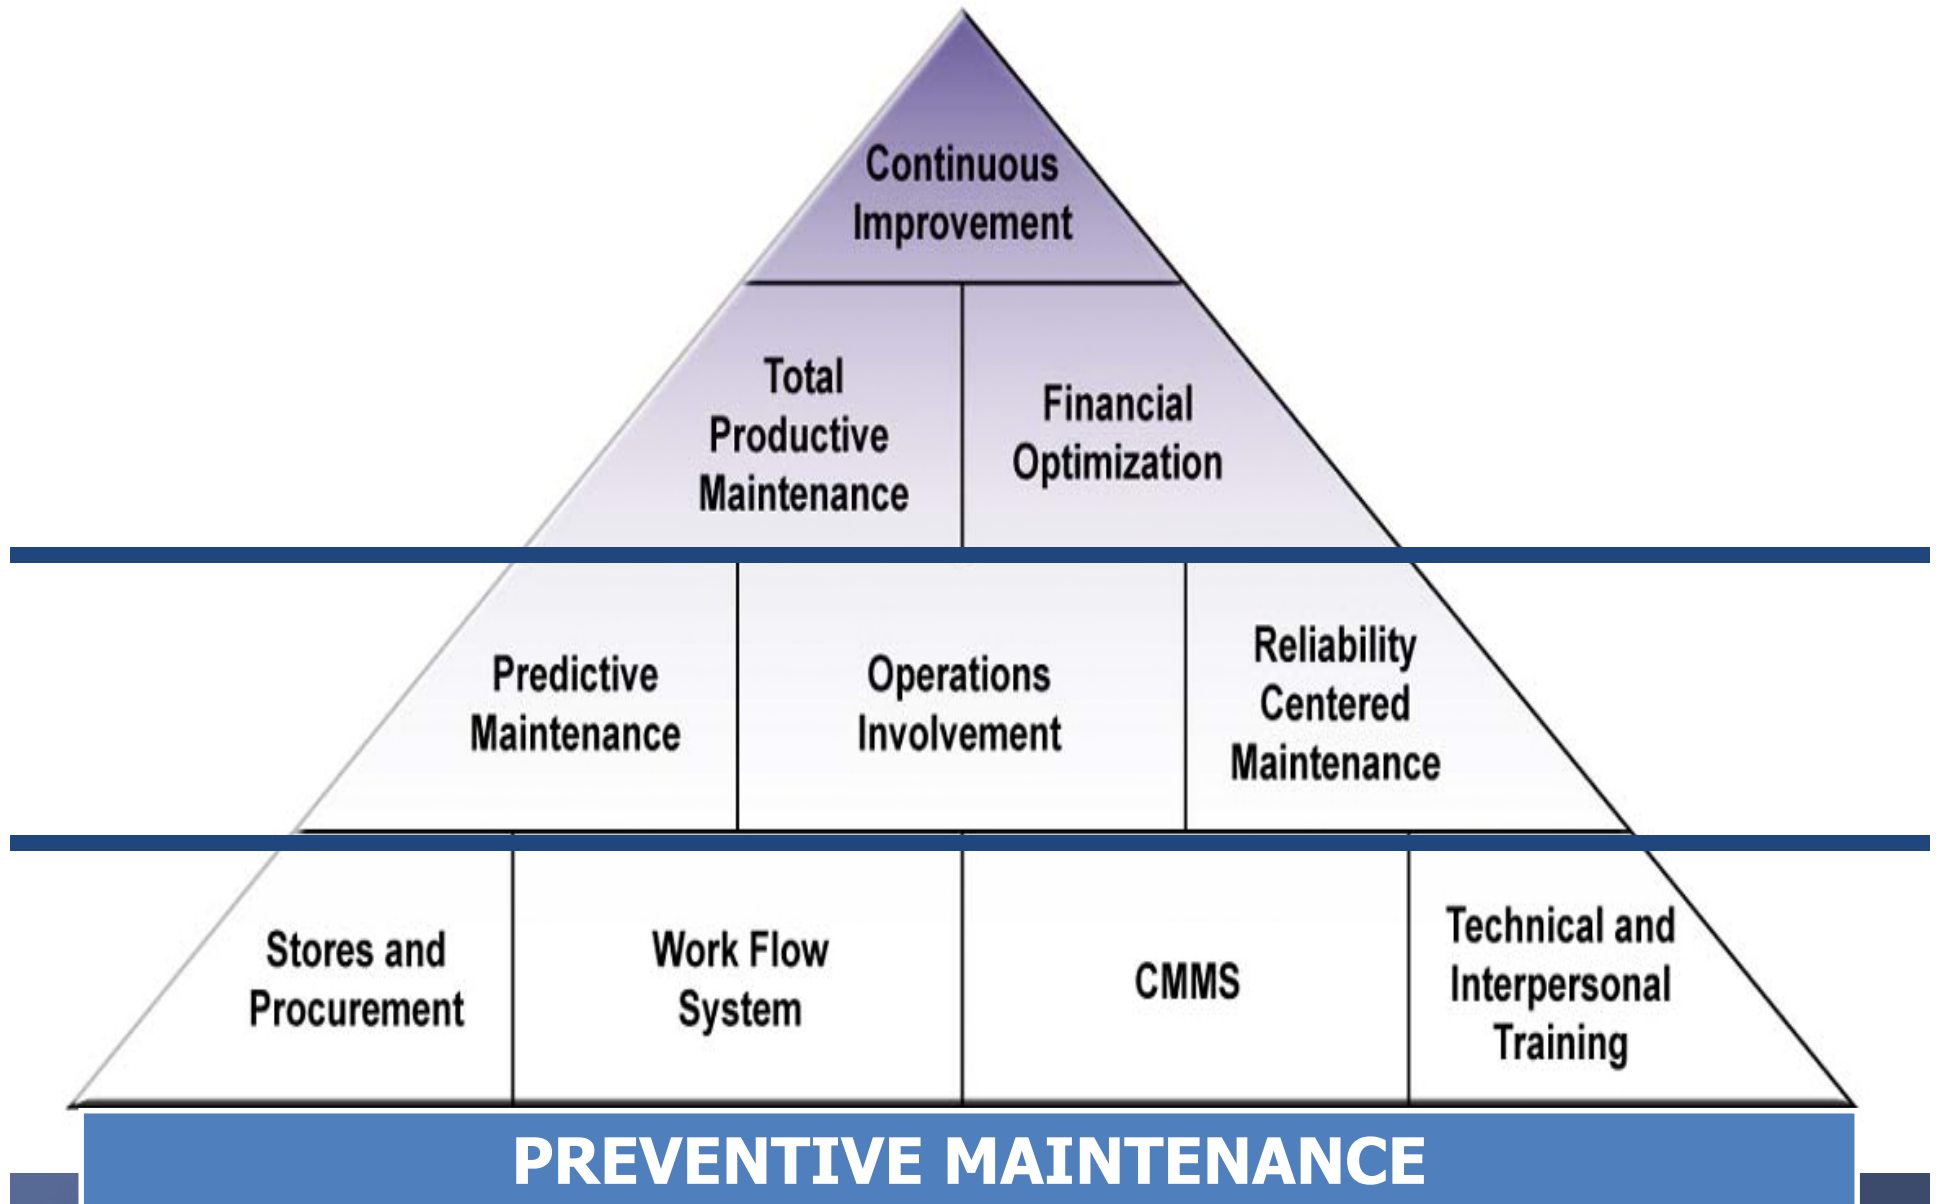 Continuous
Improvement
Total
Productive
Maintenance
Financial
Optimization
Predictive
Maintenance
Operations
Involvement
Reliability
Centered
Maintenance
Stores and
Procurement
Work Flow
System
CMMS
Technical and
Interpersonal
Training
PREVENTIVE MAINTENANCE